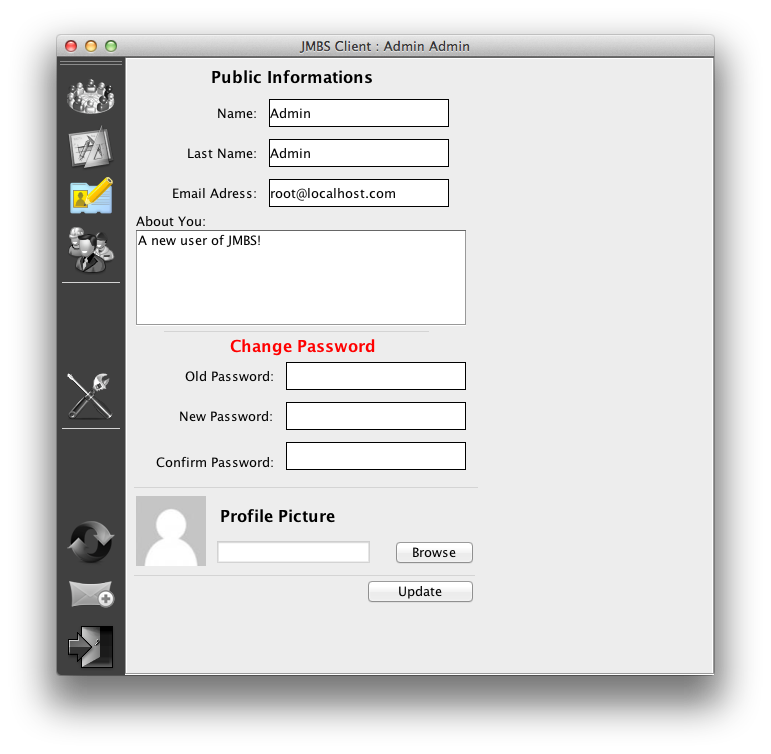 JMBS Client : Admin Admin
Public Informations
Name: Admin
Last Name: Admin
Email Adress: root@localhost.com
About You:
A new user of JMBS!
Change Password
Old Password:
New Password:
Confirm Password:
Profile Picture
Browse
Update